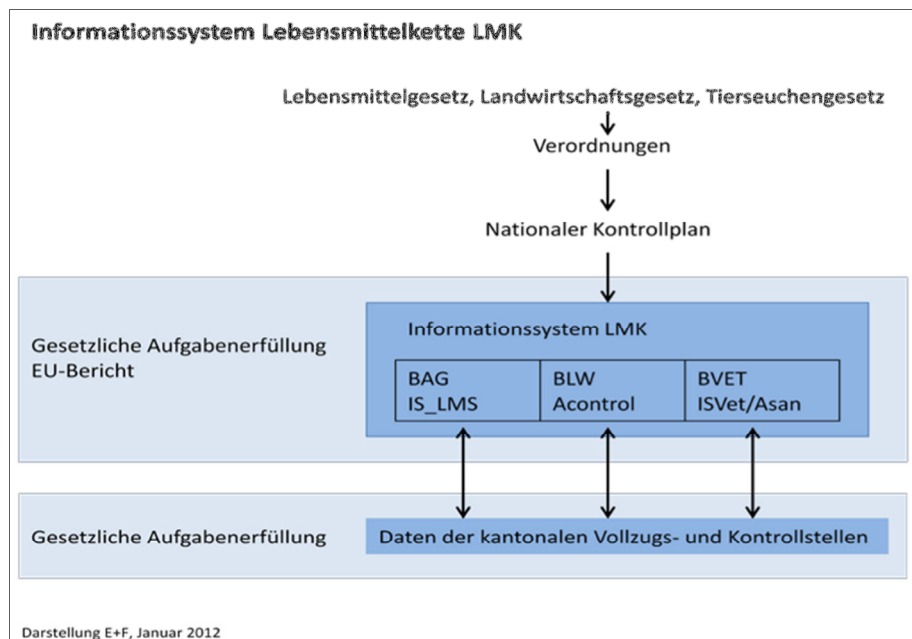 Informationssystem Lebensmittelkette LMK
Lebensmittelgesetz, Landwirtschaftsgesetz, Tierseuchengesetz
Verordnungen
Nationaler Kontrollplan
Gesetzliche Aufgabenerfüllung
EU-Bericht
Informationssystem LMK
BAG
IS_LMS
BLW
Acontrol
BVET
ISVet/Asan
Gesetzliche Aufgabenerfüllung
Daten der kantonalen Vollzugs- und Kontrollstellen
Darstellung E+F, Januar 2012